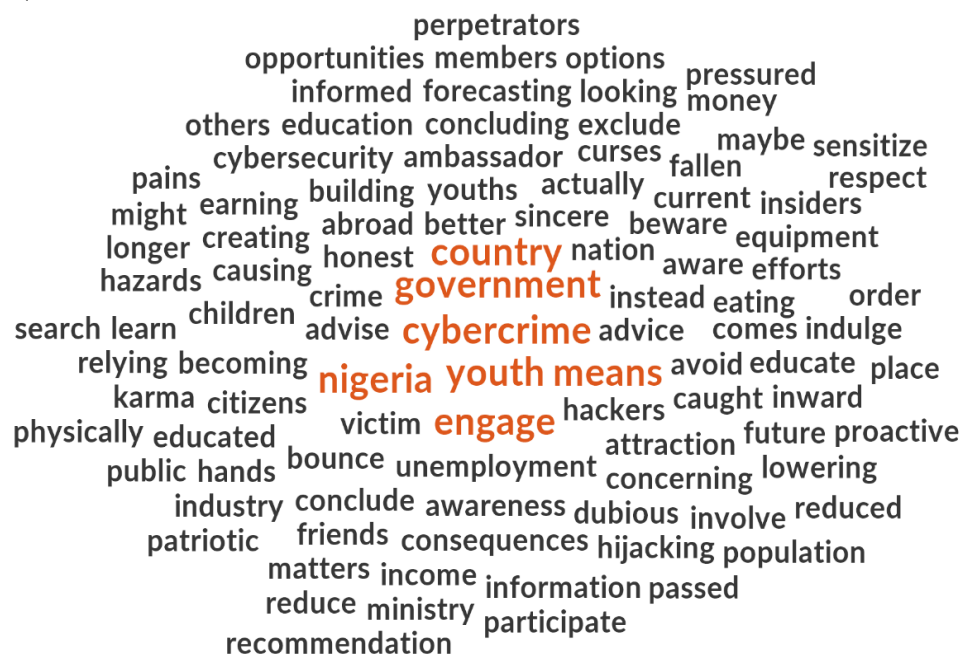 perpetrators
opportunities members options
pressured
informed forecasting looking money
others education concluding exclude
maybe sensitize
cybersecurity ambassador curses fallen
pains building youths actually current respect
might earning abroad better sincere beware insiders
longer creating honest country nation equipment
hazards causing crime government aware efforts
children instead eating order
search learn advise cybercrime advice comes indulge
relying becoming nigeria youth means avoid educate place
karma citizens victim engage hackers caught inward
physically educated attraction future proactive
public hands bounce unemployment concerning lowering
industry conclude awareness dubious involve reduced
patriotic friends consequences hijacking population
matters income information passed
reduce ministry participate
recommendation